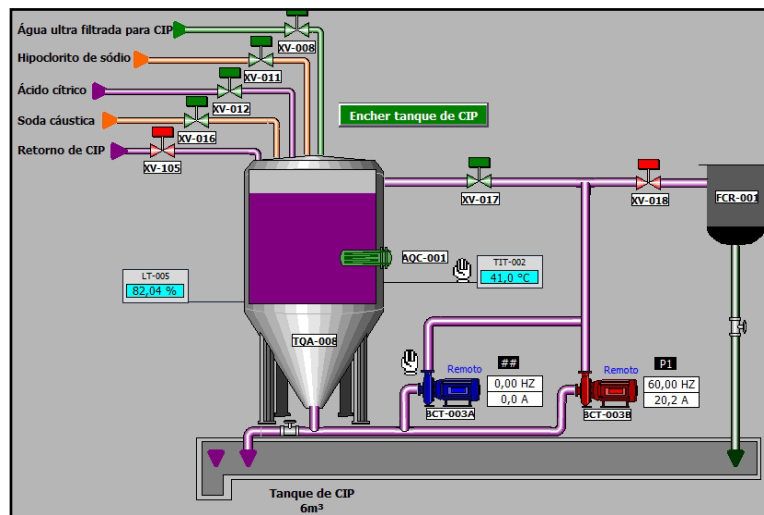 Água ultra filtrada para CIP
XV-008
Hipoclorito de sódio
XV-011
Ácido cítrico
XV-012
Encher tanque de CIP
Soda cáustica
XV-016
Retorno de CIP
XV-105
XV-017
XV-018
FCR-001
AQC-001
LT-005
82,04 %
TIT-002
41,0 °C
TQA-008
Remoto
##
0,00 HZ
0,0 A
BCT-003A
Remoto
P1
60,00 HZ
20,2 A
BCT-003B
Tanque de CIP
6m³